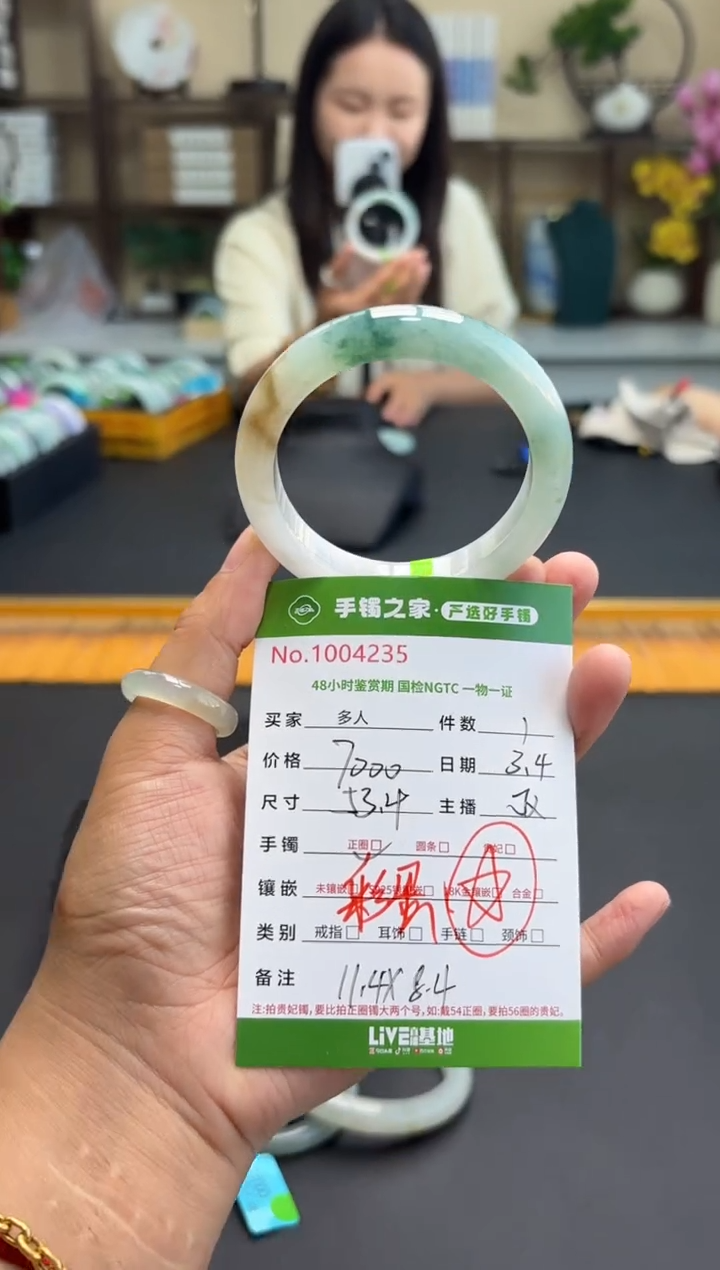 手镯之家·严选好手镯
No.1004235
48小时鉴赏期 国检NGTC 一物一证
买家 多人 件数 1
价格 7000 日期 3.4
尺寸 53.4 主播
手镯 正圈□ 圆条□ 贵妃□
镶嵌 未镶嵌□ S925银镶嵌□ 18K金镶嵌□ 合金□
彩蛋
类别 戒指□ 耳饰□ 手链□ 颈饰□
备注 11.4X8.4
注:拍贵妃镯,要比拍正圈镯大两个号,如:戴54正圈,要拍56圈的贵妃。
LiVE基地